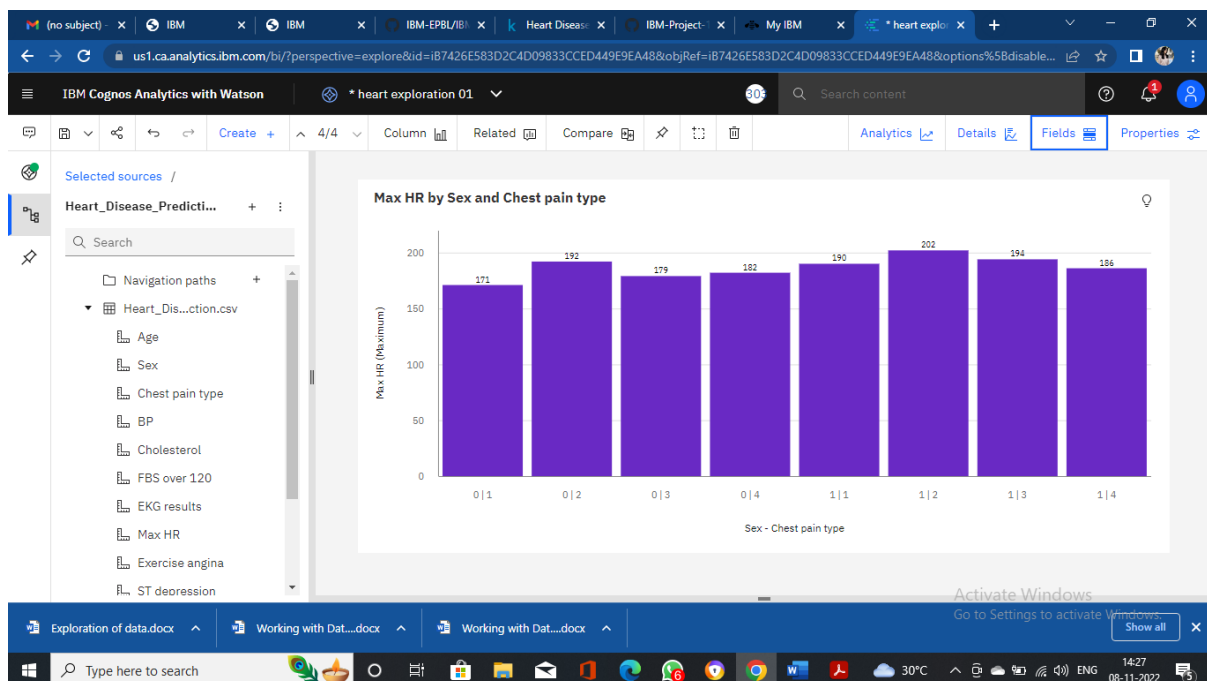 (no subject) -
IBM
IBM
IBM-EPBL/IBM
Heart Disease
IBM-Project-1
My IBM
* heart explor
us1.ca.analytics.ibm.com/bi/?perspective=explore&id=iB7426E583D2C4D09833CCED449E9EA48&objRef=iB7426E583D2C4D09833CCED449E9EA48&options%5Bdisable...
IBM Cognos Analytics with Watson
* heart exploration 01
Search content
1
Create +
4/4
Column
Related
Compare
Analytics
Details
Fields
Properties
Selected sources /
Heart_Disease_Predicti...
Search
Navigation paths
Heart_Dis...ction.csv
Age
Sex
Chest pain type
BP
Cholesterol
FBS over 120
EKG results
Max HR
Exercise angina
ST depression
Max HR by Sex and Chest pain type
Max HR (Maximum)
200
150
100
50
0
171
192
179
182
190
202
194
186
0|1
0|2
0|3
0|4
1|1
1|2
1|3
1|4
Sex - Chest pain type
Activate Windows
Go to Settings to activate Windows.
Exploration of data.docx
Working with Dat....docx
Working with Dat....docx
Show all
Type here to search
6
30°C
ENG
14:27
08-11-2022
5